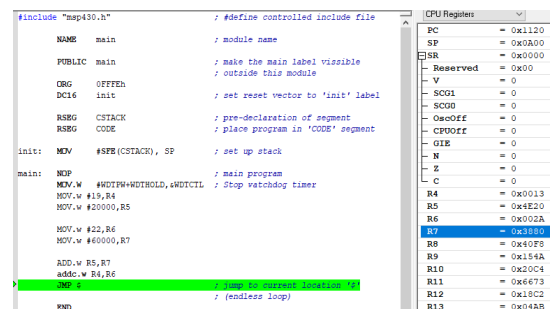 #include "msp430.h" ; #define controlled include file
NAME main ; module name
PUBLIC main ; make the main label vissible
; outside this module
ORG 0FFFEh
DC16 init ; set reset vector to 'init' label
RSEG CSTACK ; pre-declaration of segment
RSEG CODE ; place program in 'CODE' segment
init: MOV #SFE(CSTACK), SP ; set up stack
main: NOP ; main program
MOV.W #WDTPW+WDTHOLD,&WDTCTL ; Stop watchdog timer
MOV.w #19,R4
MOV.w #20000,R5
MOV.w #22,R6
MOV.w #60000,R7
ADD.w R5,R7
addc.w R4,R6
JMP $ ; jump to current location '$'
; (endless loop)
END
CPU Registers
PC = 0x1120
SP = 0x0A00
SR = 0x0000
Reserved = 0x00
V = 0
SCG1 = 0
SCG0 = 0
OscOff = 0
CPUOff = 0
GIE = 0
N = 0
Z = 0
C = 0
R4 = 0x0013
R5 = 0x4E20
R6 = 0x002A
R7 = 0x3880
R8 = 0x40F8
R9 = 0x154A
R10 = 0x20C4
R11 = 0x6673
R12 = 0x18C2
R13 = 0x04AB